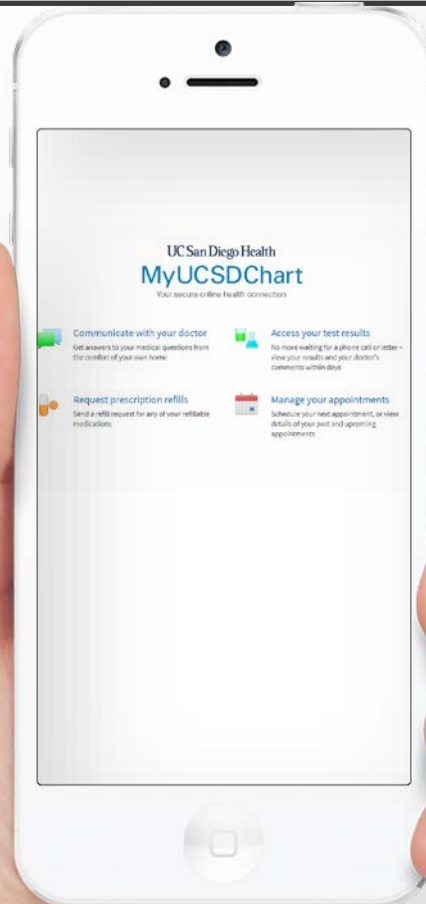 UC San Diego Health
MyUCSDChart
Your secure online health connection
Communicate with your doctor
Get answers to your medical questions from
the comfort of your own home
Access your test results
No more waiting for a phone call or letter –
view your results and your doctor's
comments within days
Request prescription refills
Send a refill request for any of your refillable
medications
Manage your appointments
Schedule your next appointment, or view
details of your past and upcoming
appointments